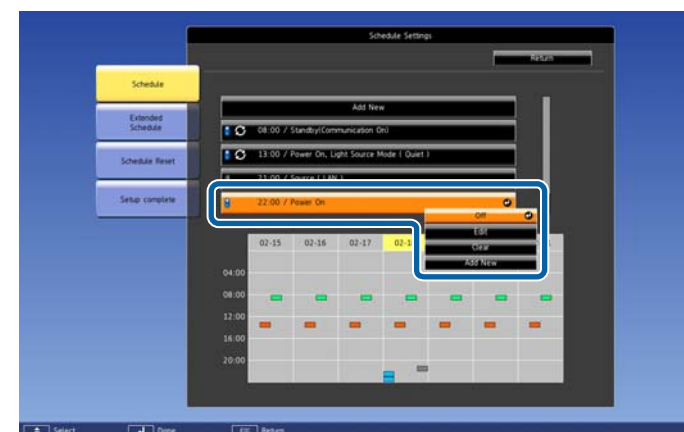 Schedule Settings
Return
Schedule
Extended
Schedule
Schedule Reset
Setup complete
Add New
08:00 / Standby(Communication On)
13:00 / Power On, Light Source Mode ( Quiet )
21:00 / Source ( LAN )
22:00 / Power On
Off
Edit
Clear
Add New
02-15 02-16 02-17
04:00
08:00
12:00
16:00
20:00
Select Done Esc Return